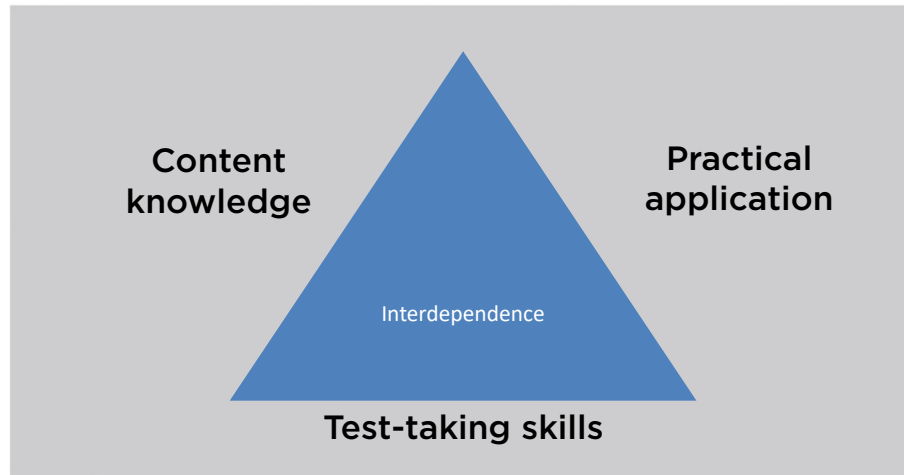 Content
knowledge
Practical
application
Interdependence
Test-taking skills